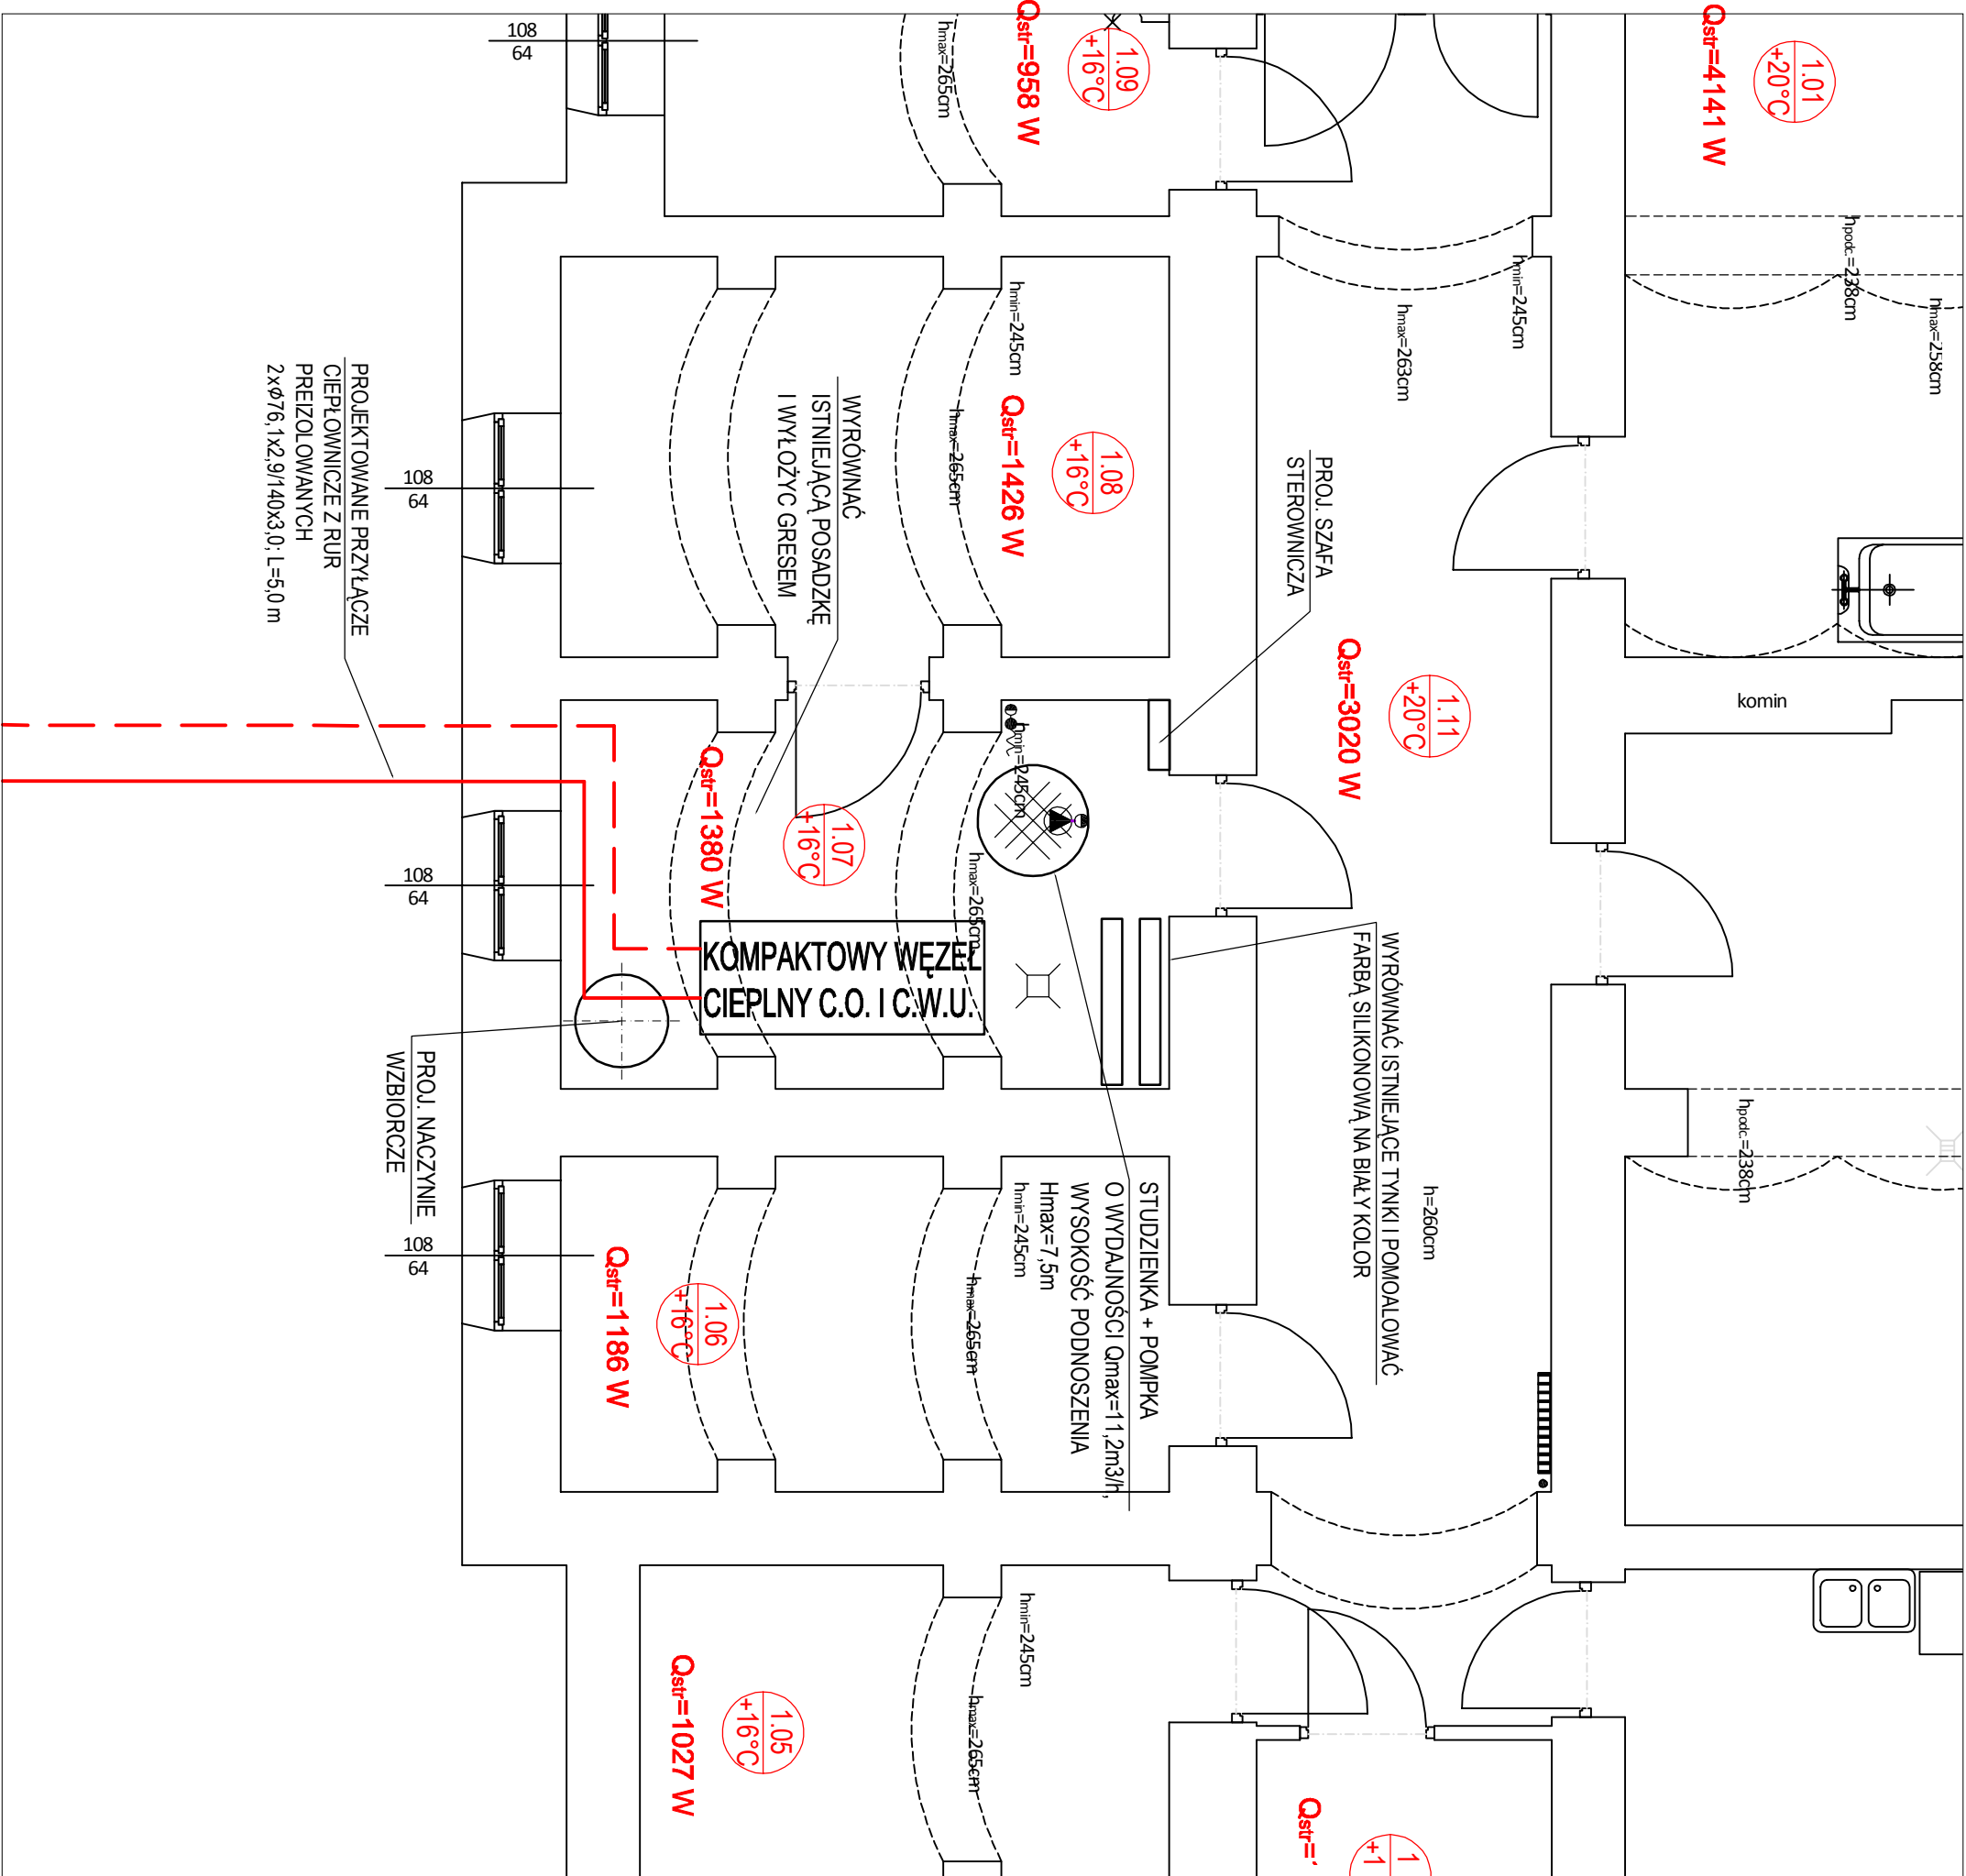 1.01
+20°C
Qstr=4141 W
hpodc.=238cm
hmax=258cm
1.09
+16°C
Qstr=958 W
hmax=265cm
108
64
hmin=245cm
hmax=263cm
hmin=245cm
hmax=265cm
1.08
+16°C
Qstr=1426 W
108
64
PROJ. SZAFA
STEROWNICZA
WYRÓWNAĆ
ISTNIEJĄCĄ POSADZKĘ
I WYŁOŻYC GRESEM
PROJEKTOWANE PRZYŁĄCZE
CIEPŁOWNICZE Z RUR
PREIZOLOWANYCH
2xϕ76,1x2,9/140x3,0; L=5,0 m
komin
1.11
+20°C
Qstr=3020 W
hmin=245cm
hmax=265cm
1.07
+16°C
Qstr=1380 W
108
64
KOMPAKTOWY WĘZEŁ
CIEPLNY C.O. I C.W.U.
WYRÓWNAĆ ISTNIEJĄCE TYNKI I POMOALOWAĆ
FARBĄ SILIKONOWĄ NA BIAŁY KOLOR
PROJ. NACZYNIE
WZBIORCZE
hpodc.=238cm
h=260cm
STUDZIENKA + POMPKA
O WYDAJNOŚCI Qmax=11,2m3/h,
WYSOKOŚĆ PODNOSZENIA
Hmax=7,5m
hmin=245cm
hmax=265cm
1.06
+16°C
Qstr=1186 W
108
64
hmin=245cm
hmax=265cm
1.05
+16°C
Qstr=1027 W
1
+1
Qstr=